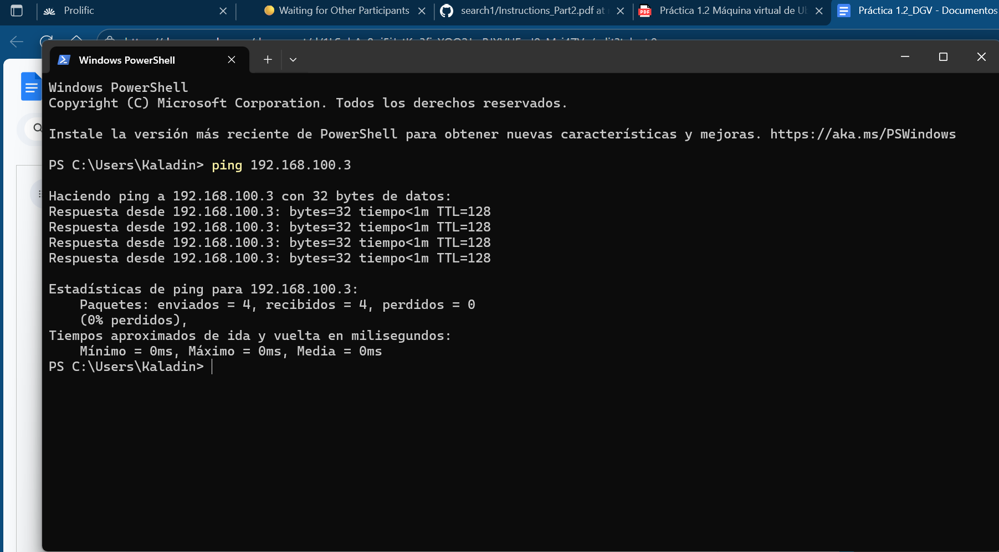 Prolific
Waiting for Other Participants
search1/Instructions_Part2.pdf at
Práctica 1.2 Máquina virtual de Ub
Práctica 1.2_DGV - Documentos
Windows PowerShell
Windows PowerShell
Copyright (C) Microsoft Corporation. Todos los derechos reservados.
Instale la versión más reciente de PowerShell para obtener nuevas características y mejoras. https://aka.ms/PSWindows
PS C:\Users\Kaladin> ping 192.168.100.3
Haciendo ping a 192.168.100.3 con 32 bytes de datos:
Respuesta desde 192.168.100.3: bytes=32 tiempo<1m TTL=128
Respuesta desde 192.168.100.3: bytes=32 tiempo<1m TTL=128
Respuesta desde 192.168.100.3: bytes=32 tiempo<1m TTL=128
Respuesta desde 192.168.100.3: bytes=32 tiempo<1m TTL=128
Estadísticas de ping para 192.168.100.3:
Paquetes: enviados = 4, recibidos = 4, perdidos = 0
(0% perdidos),
Tiempos aproximados de ida y vuelta en milisegundos:
Mínimo = 0ms, Máximo = 0ms, Media = 0ms
PS C:\Users\Kaladin>